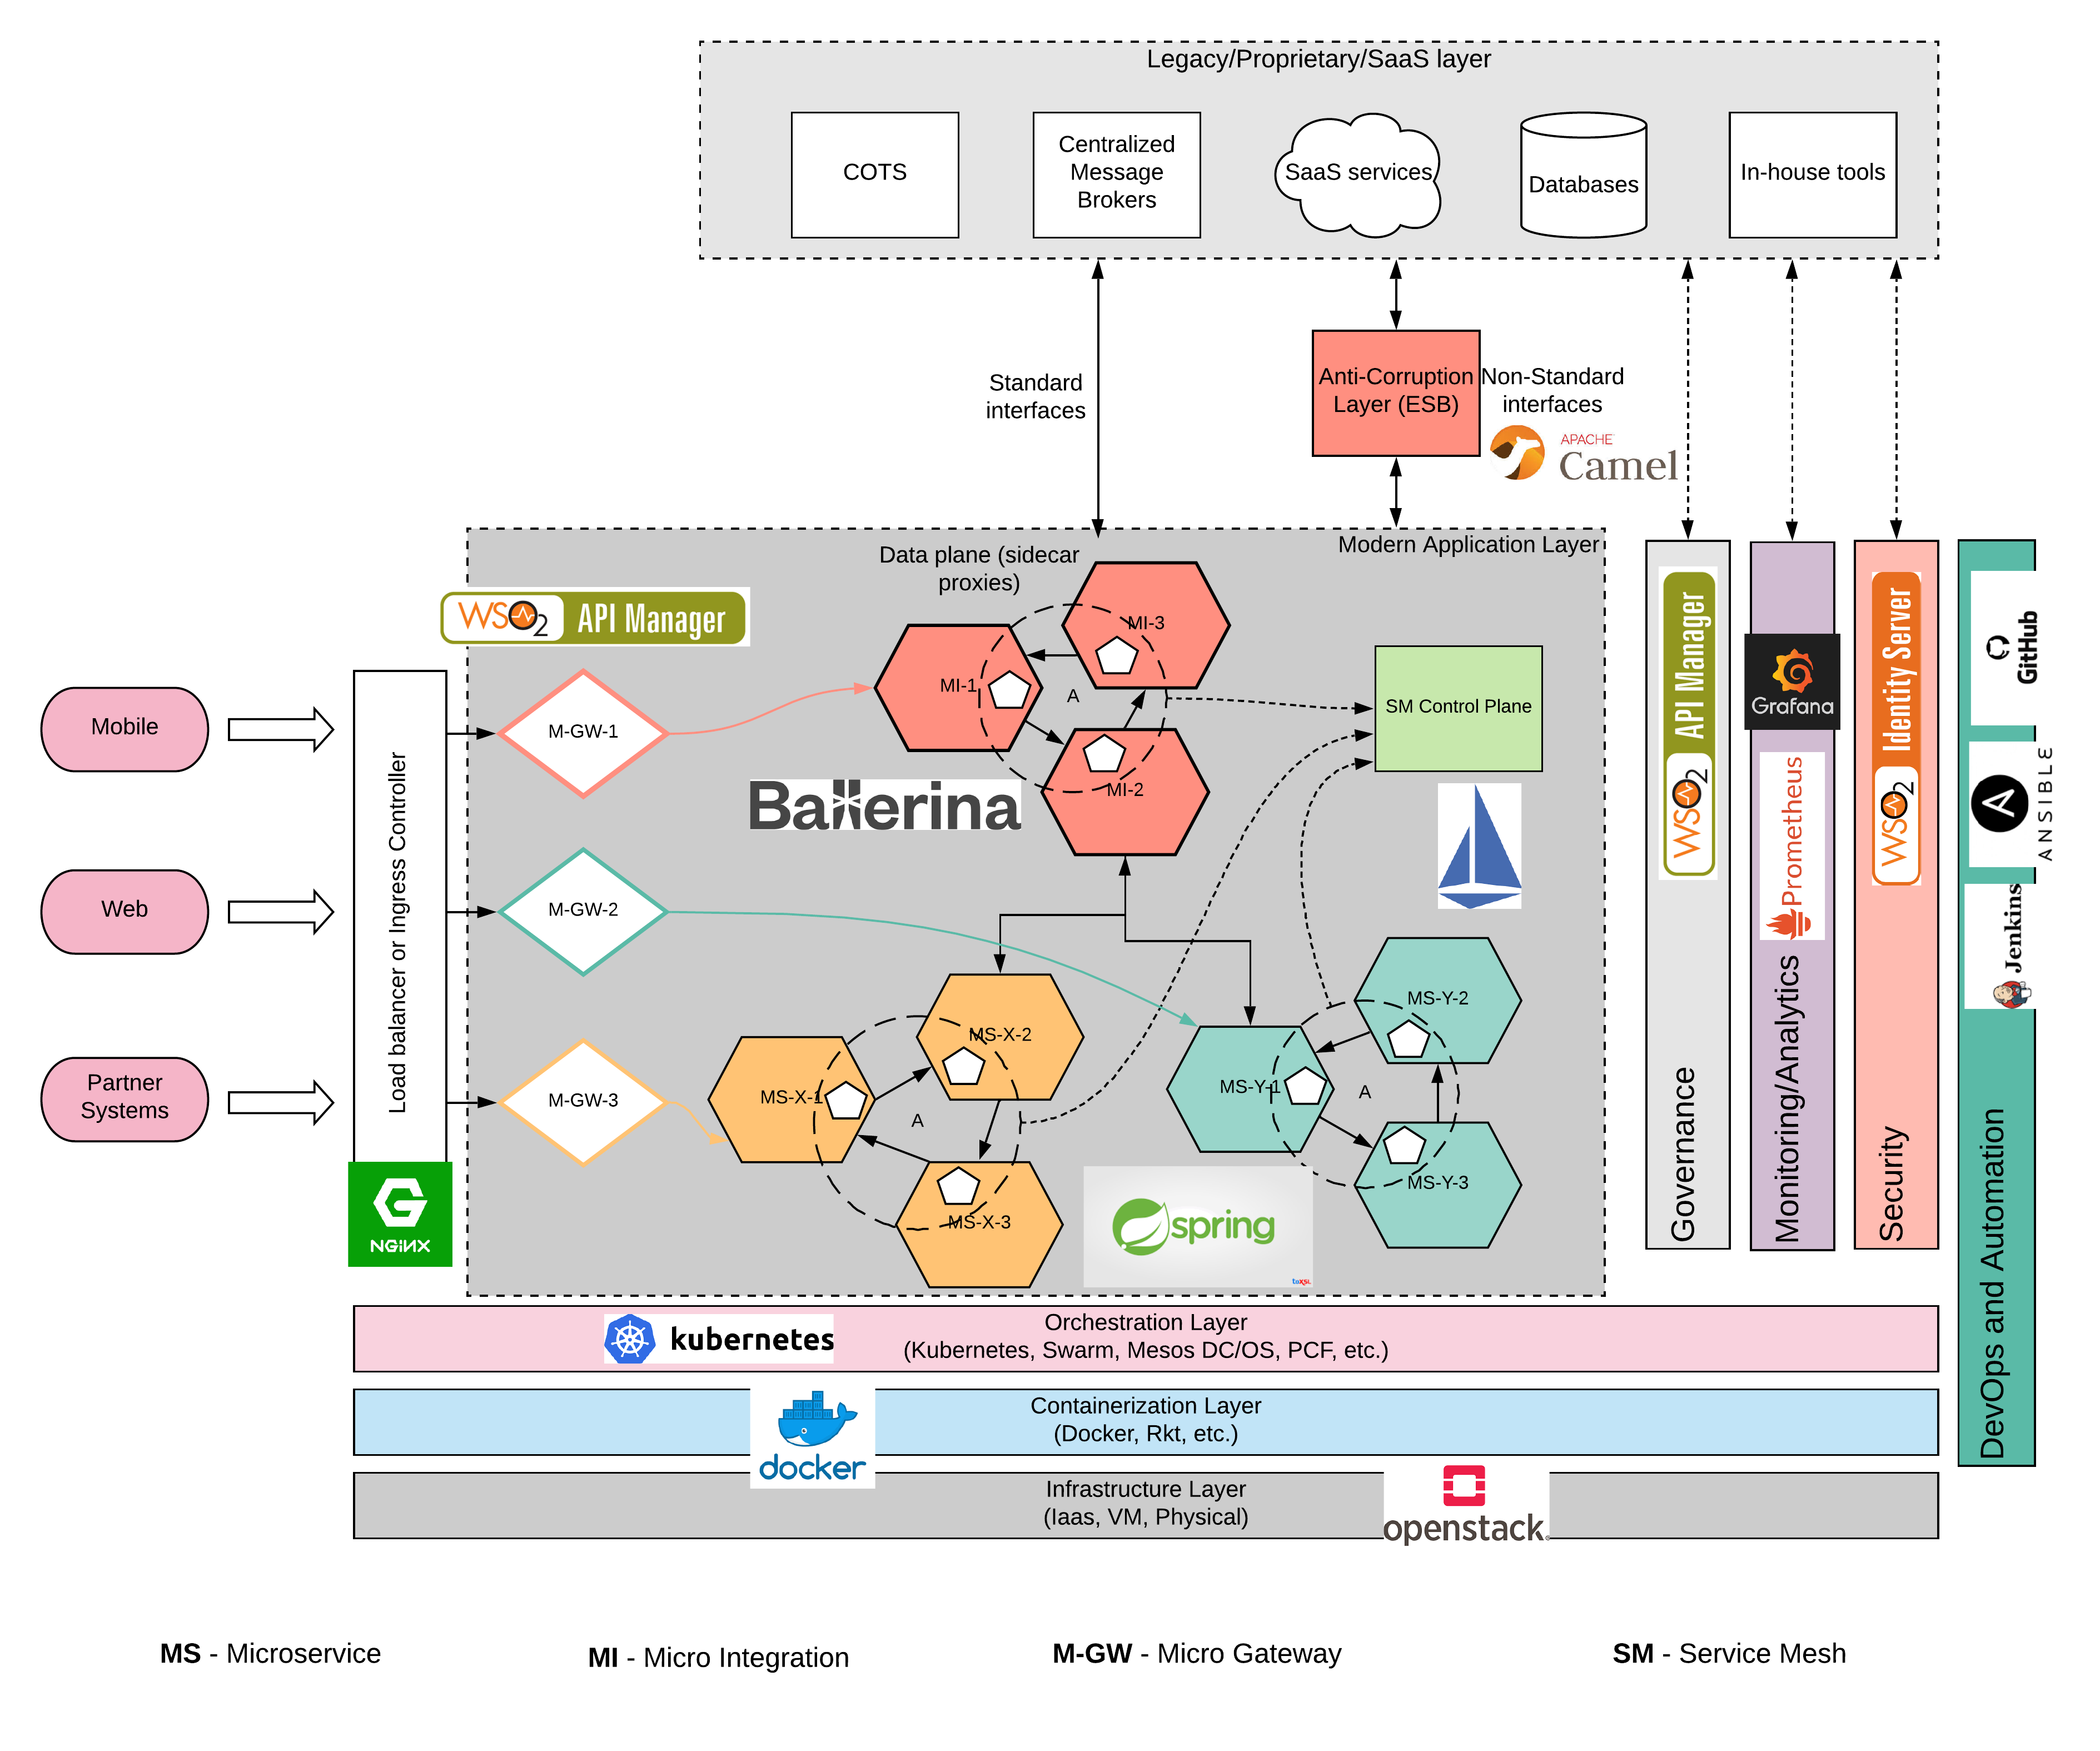 Legacy/Proprietary/SaaS layer
COTS
Centralized
Message
Brokers
SaaS services
Databases
In-house tools
Standard
interfaces
Anti-Corruption
Layer (ESB)
Non-Standard
interfaces
APACHE
Camel
Modern Application Layer
Data plane (sidecar
proxies)
WSO2 API Manager
Mobile
Web
Partner
Systems
Load balancer or Ingress Controller
NGINX
M-GW-1
M-GW-2
M-GW-3
MI-1
MI-3
MI-2
A
Ballerina
SM Control Plane
MS-X-1
MS-X-2
MS-X-3
A
MS-Y-1
MS-Y-2
MS-Y-3
A
spring
WSO2 API Manager
Governance
Grafana
Prometheus
Monitoring/Analytics
WSO2 Identity Server
Security
GitHub
ANSIBLE
Jenkins
DevOps and Automation
kubernetes
Orchestration Layer
(Kubernetes, Swarm, Mesos DC/OS, PCF, etc.)
Containerization Layer
(Docker, Rkt, etc.)
docker
Infrastructure Layer
(Iaas, VM, Physical)
openstack
MS - Microservice
MI - Micro Integration
M-GW - Micro Gateway
SM - Service Mesh